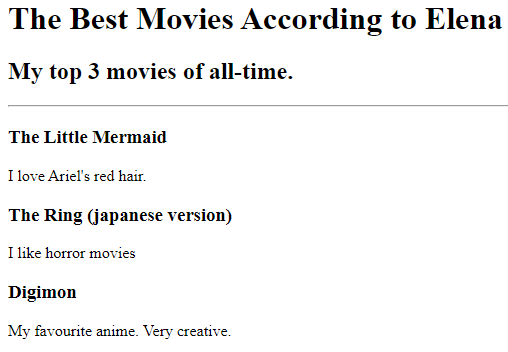 The Best Movies According to Elena
My top 3 movies of all-time.
The Little Mermaid
I love Ariel's red hair.
The Ring (japanese version)
I like horror movies
Digimon
My favourite anime. Very creative.